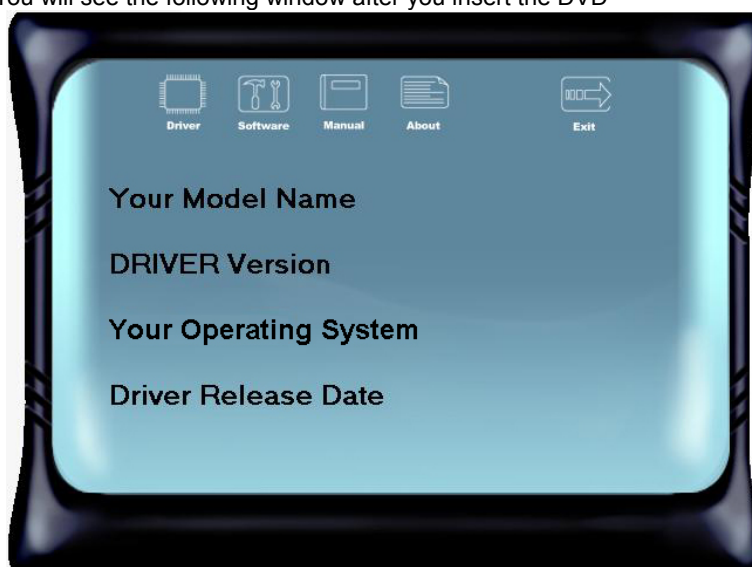 You will see the following window after you insert the DVD
Driver Software Manual About Exit
Your Model Name
DRIVER Version
Your Operating System
Driver Release Date